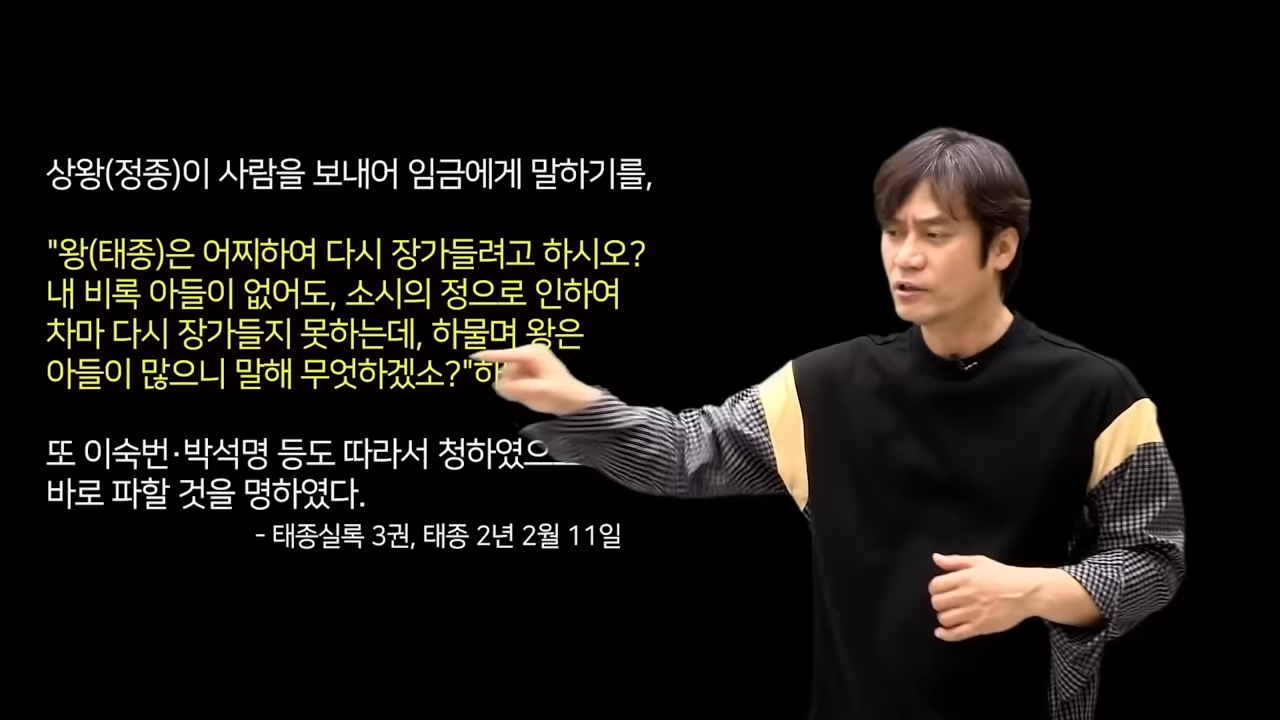 상왕(정종)이 사람을 보내어 임금에게 말하기를,
"왕(태종)은 어찌하여 다시 장가들려고 하시오?
내 비록 아들이 없어도, 소시의 정으로 인하여
차마 다시 장가들지 못하는데, 하물며 왕은
아들이 많으니 말해 무엇하겠소?"
또 이숙번·박석명 등도 따라서
바로 파할 것을 명하였다.
- 태종실록 3권, 태종 2년 2월 11일